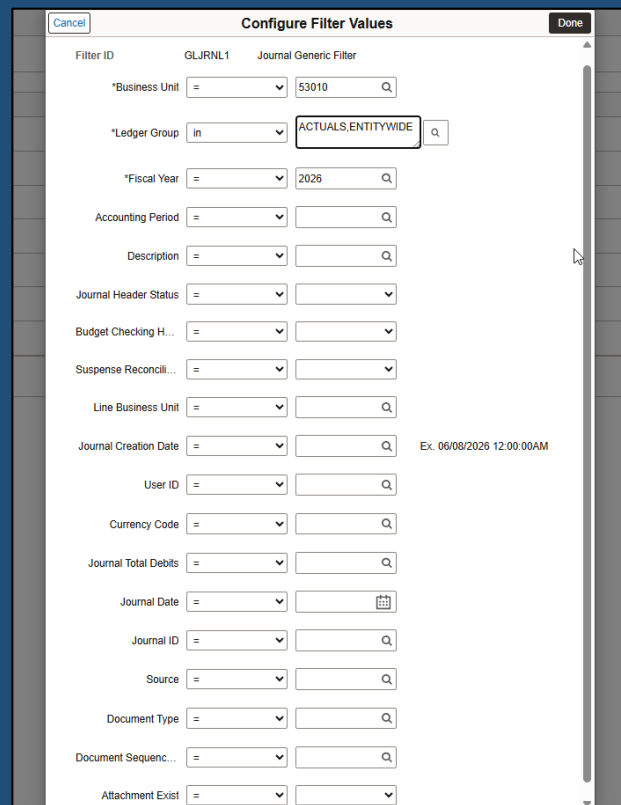 Cancel Configure Filter Values Done
Filter ID GLJRNL1 Journal Generic Filter
*Business Unit = 53010
*Ledger Group in ACTUALS,ENTITYWIDE
*Fiscal Year = 2026
Accounting Period =
Description =
Journal Header Status =
Budget Checking H... =
Suspense Reconcili... =
Line Business Unit =
Journal Creation Date = Ex. 06/08/2026 12:00:00AM
User ID =
Currency Code =
Journal Total Debits =
Journal Date =
Journal ID =
Source =
Document Type =
Document Sequenc... =
Attachment Exist =